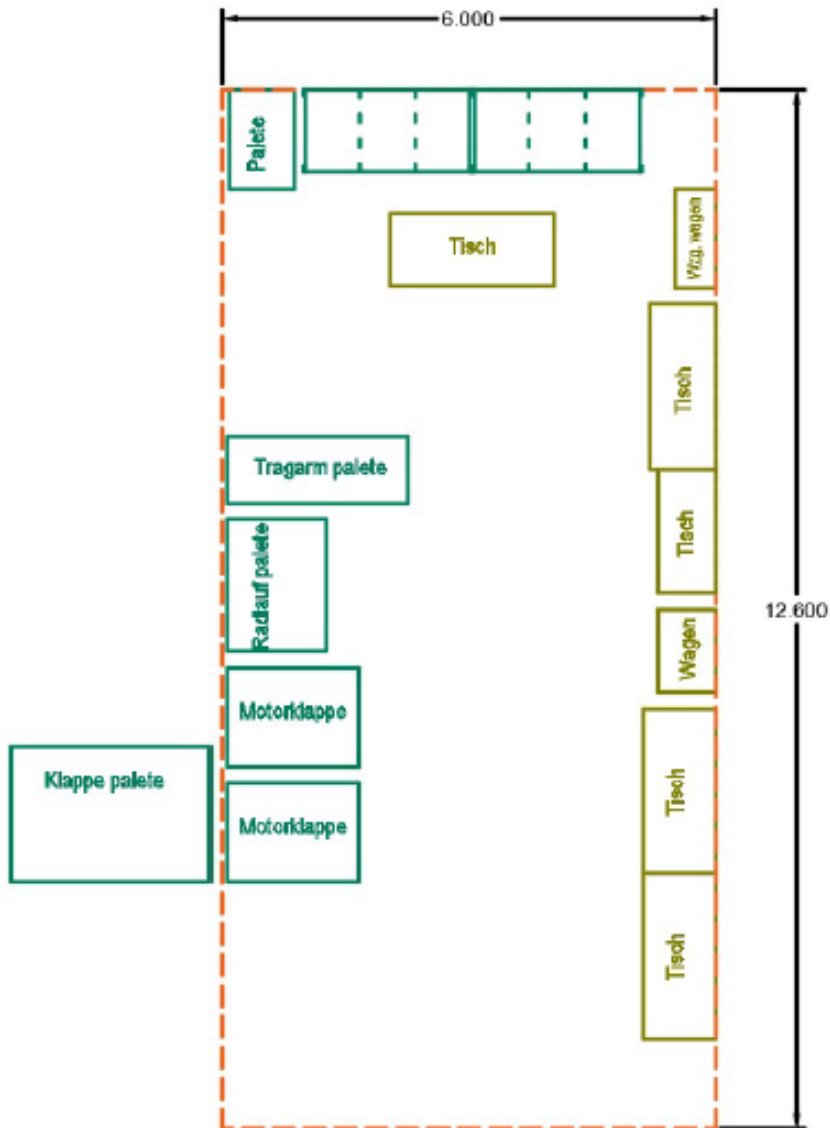 6.000
Palete
Tisch
Wzg. wagen
Tisch
Tragarm palete
Tisch
Radlauf palete
12.600
Wagen
Motorklappe
Klappe palete
Tisch
Motorklappe
Tisch